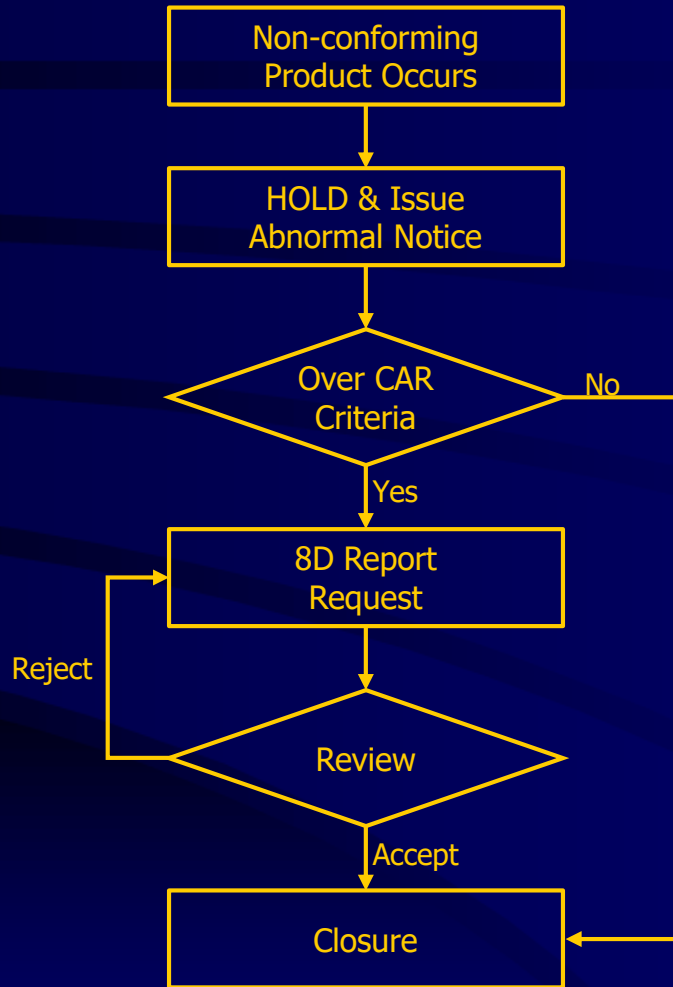 Non-conforming
Product Occurs
HOLD & Issue
Abnormal Notice
Over CAR
Criteria
No
Yes
8D Report
Request
Reject
Review
Accept
Closure